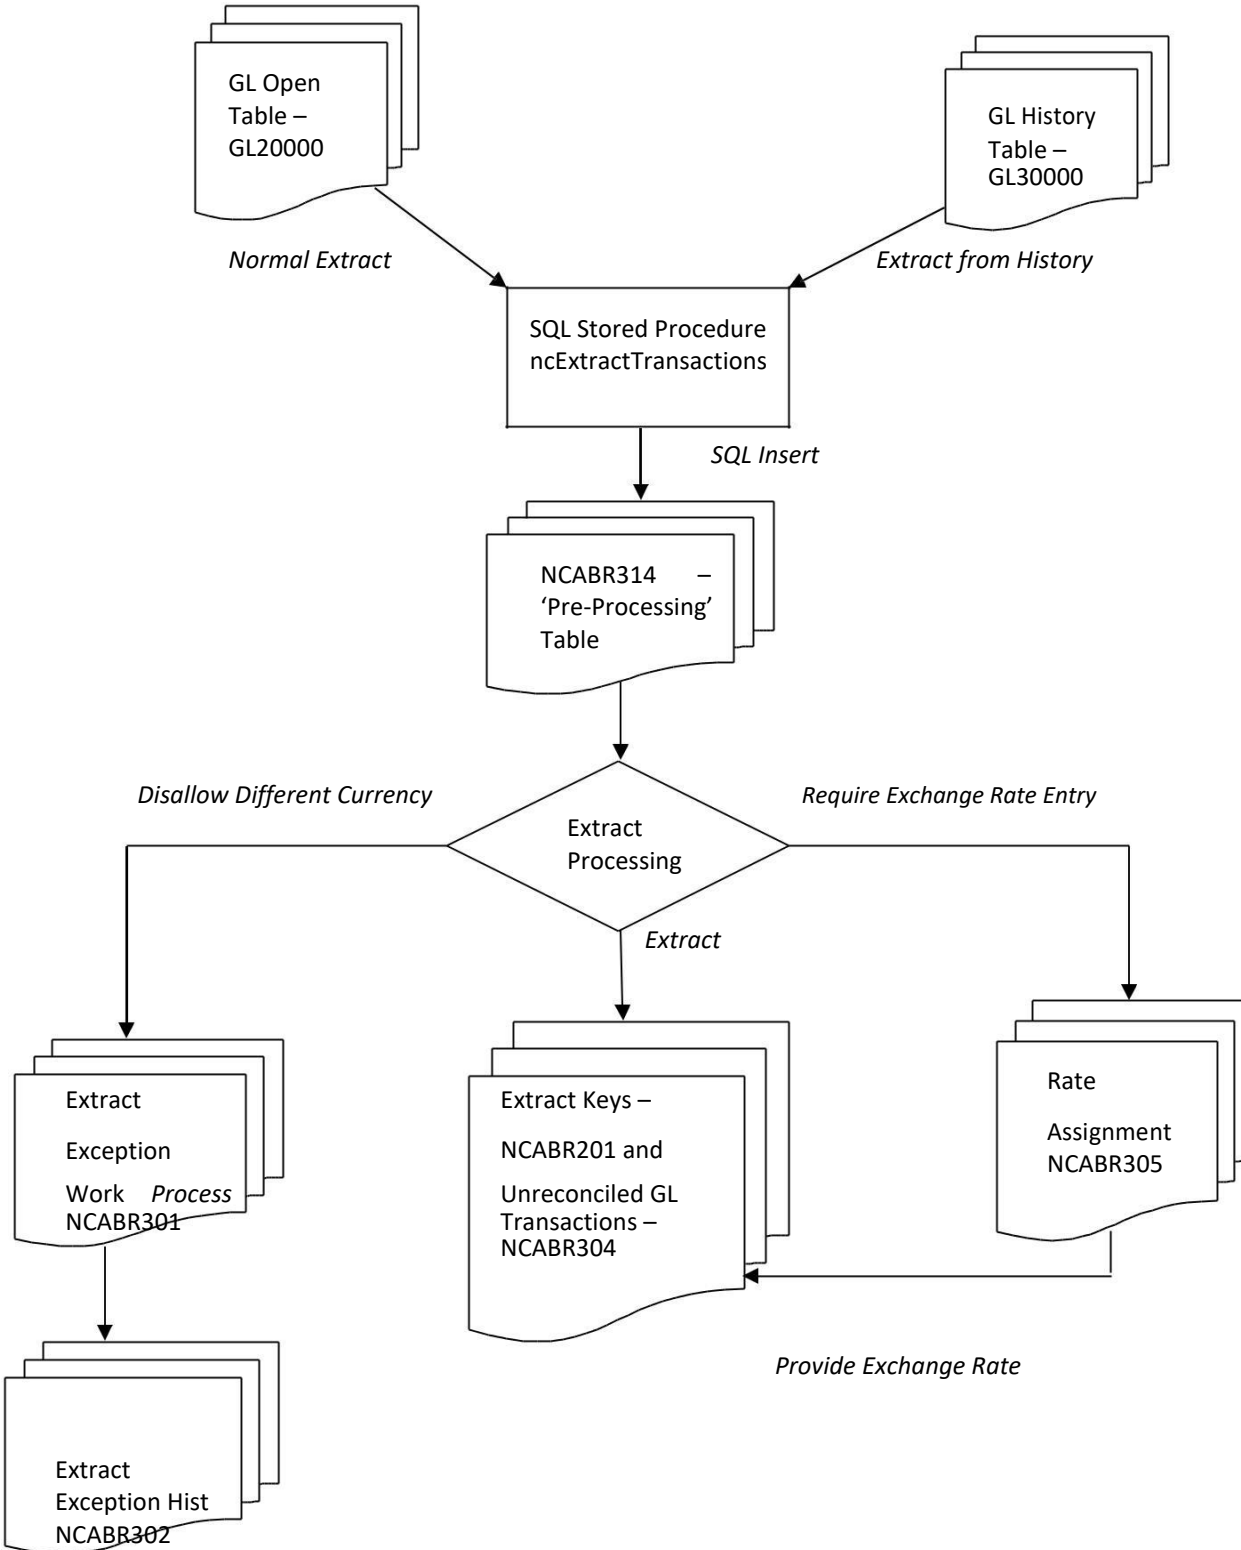 GL Open
Table –
GL20000
GL History
Table –
GL30000
Normal Extract
Extract from History
SQL Stored Procedure
ncExtractTransactions
SQL Insert
NCABR314 –
‘Pre-Processing’
Table
Disallow Different Currency
Require Exchange Rate Entry
Extract
Processing
Extract
Extract
Exception
Work Process
NCABR301
Extract Keys –
NCABR201 and
Unreconciled GL
Transactions –
NCABR304
Rate
Assignment
NCABR305
Provide Exchange Rate
Extract
Exception Hist
NCABR302